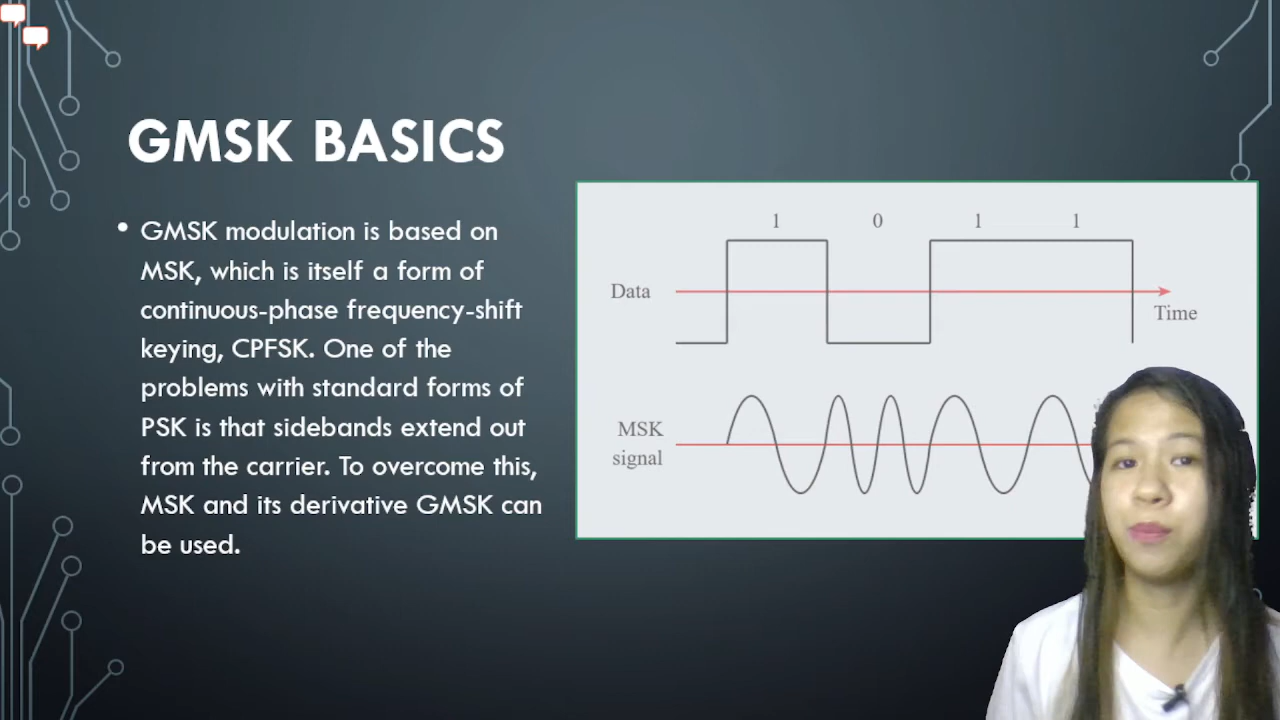 GMSK BASICS
• GMSK modulation is based on
MSK, which is itself a form of
continuous-phase frequency-shift
keying, CPFSK. One of the
problems with standard forms of
PSK is that sidebands extend out
from the carrier. To overcome this,
MSK and its derivative GMSK can
be used.
1 0 1 1
Data
Time
MSK
signal